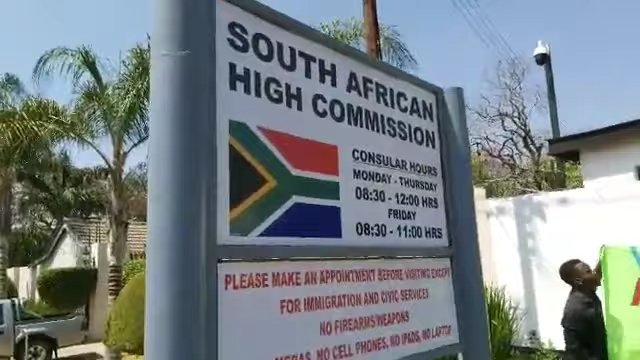 SOUTH AFRICAN
HIGH COMMISSION
CONSULAR HOURS
MONDAY - THURSDAY
08:30 - 12:00 HRS
FRIDAY
08:30 - 11:00 HRS
PLEASE MAKE AN APPOINTMENT BEFORE VISITING EXCEPT
FOR IMMIGRATION AND CIVIC SERVICES
NO FIREARMS/WEAPONS
NO CELL PHONES, NO IPADS, NO LAPTOP